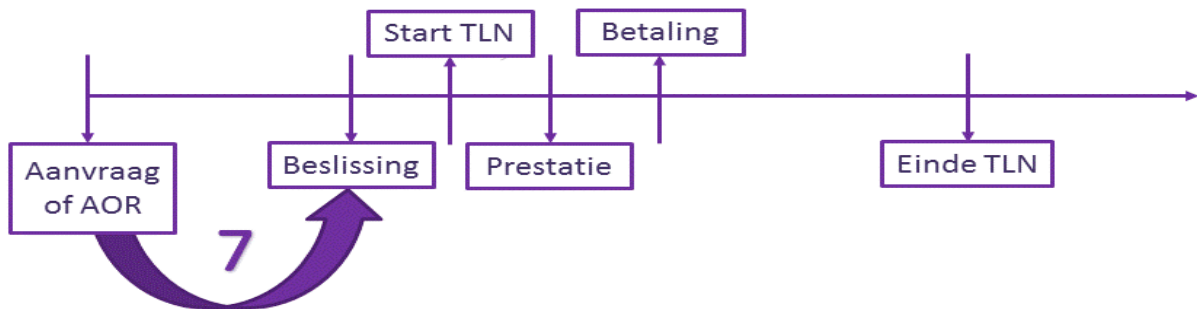 Start TLN
Betaling
Aanvraag
of AOR
Beslissing
Prestatie
Einde TLN
7